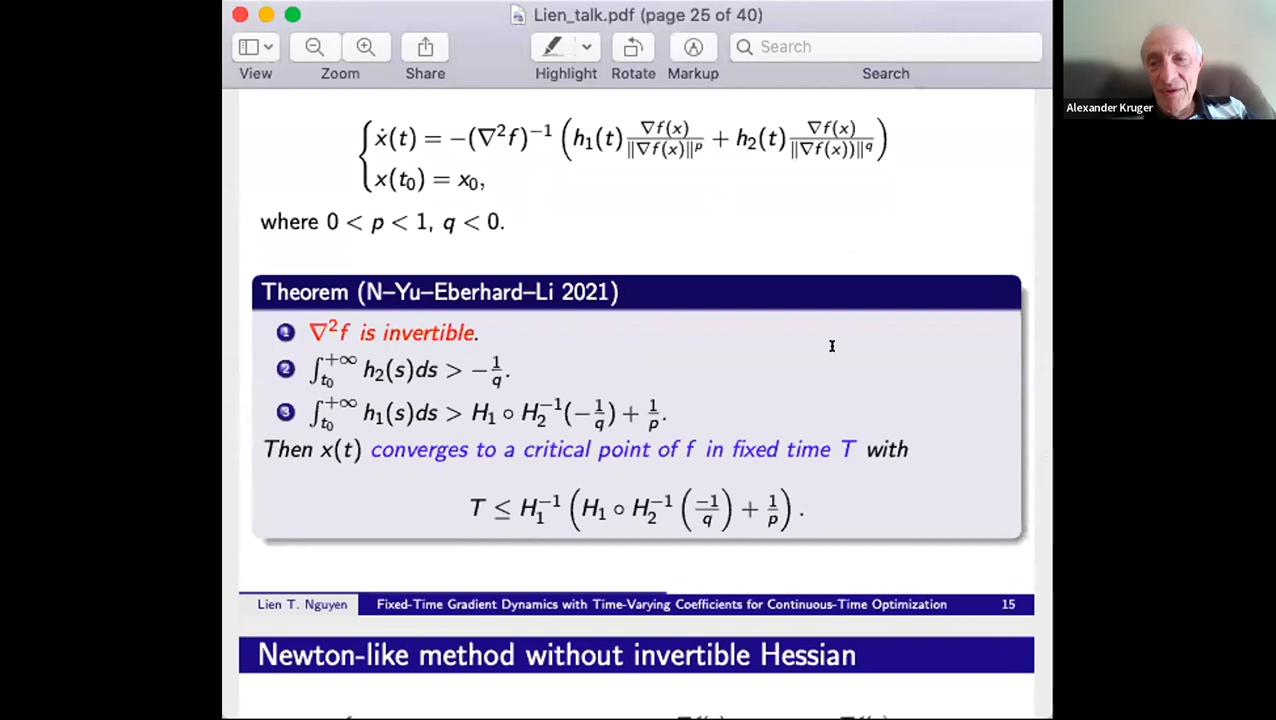 Lien_talk.pdf (page 25 of 40)
Search
View Zoom Share Highlight Rotate Markup Search
Alexander Kruger
{ẋ(t) = −(∇²f)⁻¹ (h₁(t) ∇f(x)/‖∇f(x)‖ᵖ + h₂(t) ∇f(x)/‖∇f(x))‖^q)
x(t₀) = x₀,
where 0 < p < 1, q < 0.
Theorem (N–Yu–Eberhard–Li 2021)
1 ∇²f is invertible.
2 ∫_{t₀}^{+∞} h₂(s)ds > −1/q.
3 ∫_{t₀}^{+∞} h₁(s)ds > H₁ ∘ H₂⁻¹(−1/q) + 1/p.
Then x(t) converges to a critical point of f in fixed time T with
T ≤ H₁⁻¹ (H₁ ∘ H₂⁻¹ (−1/q) + 1/p).
Lien T. Nguyen Fixed-Time Gradient Dynamics with Time-Varying Coefficients for Continuous-Time Optimization 15
Newton-like method without invertible Hessian